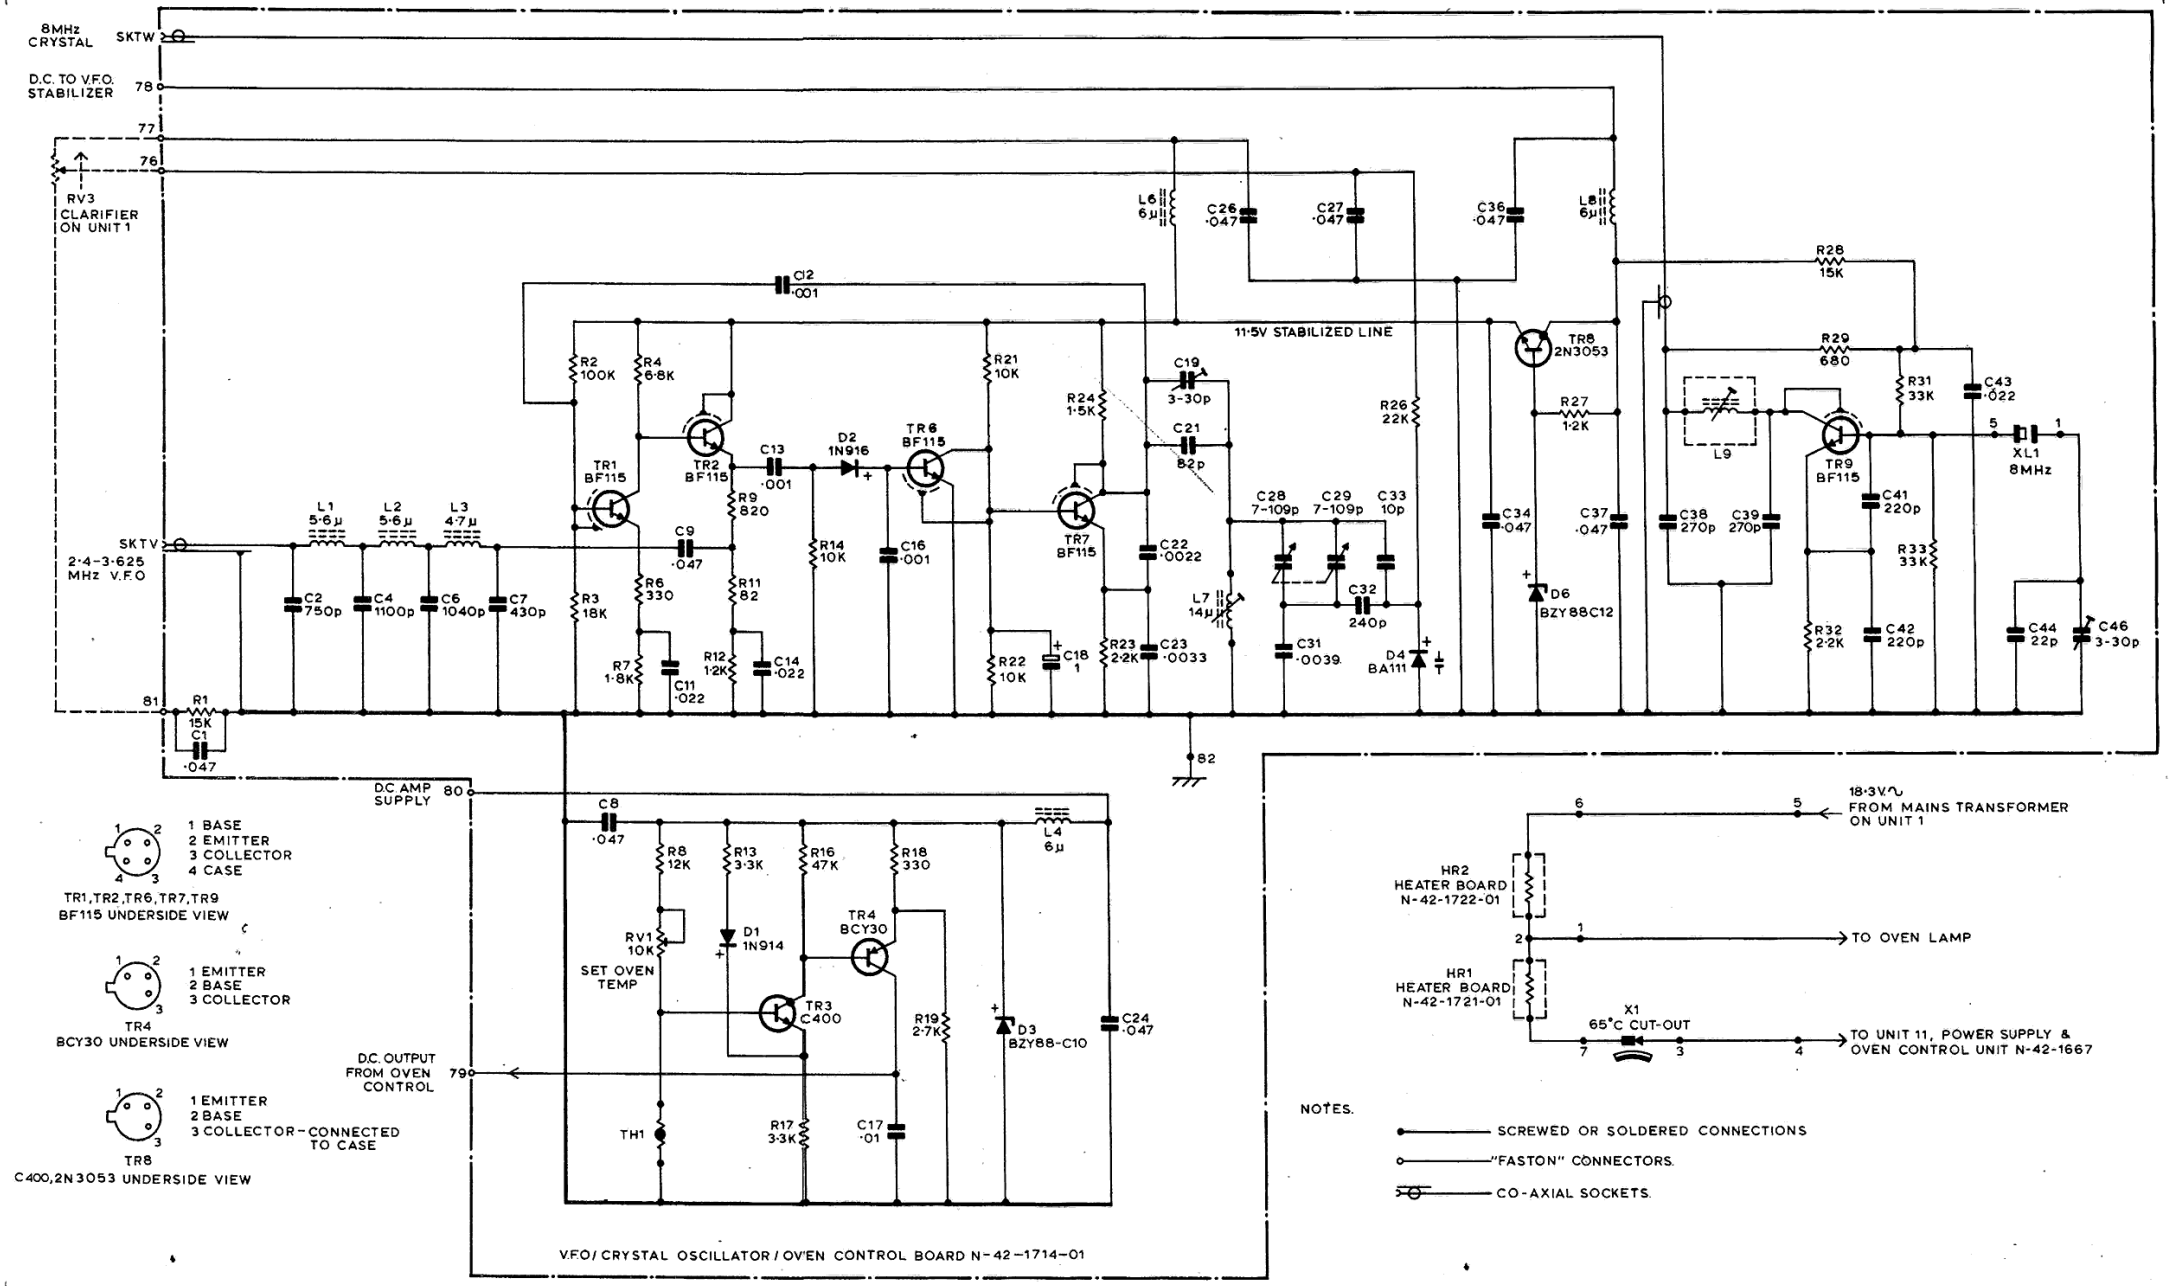 8MHz
CRYSTAL
SKTW
D.C. TO V.F.O.
STABILIZER
78
77
76
RV3
CLARIFIER
ON UNIT 1
L6
6µ
C26
·047
C27
·047
C36
·047
L8
6µ
R28
15K
C12
·001
11·5V STABILIZED LINE
TR8
2N3053
R29
680
R2
100K
R4
6·8K
R21
10K
C19
3-30p
R24
1·5K
R26
22K
R27
1·2K
R31
33K
C43
·022
TR2
BF115
C13
·001
D2
1N916
+
TR6
BF115
C21
82p
L9
TR9
BF115
5
1
XL1
8MHz
TR1
BF115
R9
820
C28
7-109p
C29
7-109p
C33
10p
C34
·047
C37
·047
C38
270p
C39
270p
C41
220p
L1
5·6µ
L2
5·6µ
L3
4·7µ
SKTV
2·4-3·625
MHz V.F.O
C9
·047
R14
10K
C16
·001
TR7
BF115
C22
·0022
R33
33K
C2
750p
C4
1100p
C6
1040p
C7
430p
R3
18K
R6
330
R11
82
L7
14µ
C32
240p
+
D6
BZY88C12
R7
1·8K
C11
·022
R12
1·2K
C14
·022
R22
10K
+
C18
1
R23
2·2K
C23
·0033
C31
·0039
D4
BA111
+
R32
2·2K
C42
220p
C44
22p
C46
3-30p
81
R1
15K
C1
·047
82
D.C. AMP
SUPPLY
80
C8
·047
L4
6µ
R8
12K
R13
3·3K
R16
47K
R18
330
RV1
10K
SET OVEN
TEMP
D1
1N914
+
TR4
BCY30
TR3
C400
R19
2·7K
+
D3
BZY88-C10
C24
·047
D.C. OUTPUT
FROM OVEN
CONTROL
79
TH1
R17
3·3K
C17
·01
V.F.O/ CRYSTAL OSCILLATOR / OVEN CONTROL BOARD N-42-1714-01
1 2
4 3
1 BASE
2 EMITTER
3 COLLECTOR
4 CASE
TR1,TR2,TR6,TR7,TR9
BF115 UNDERSIDE VIEW
1 2
3
1 EMITTER
2 BASE
3 COLLECTOR
TR4
BCY30 UNDERSIDE VIEW
1 2
3
1 EMITTER
2 BASE
3 COLLECTOR-CONNECTED
TO CASE
TR8
C400,2N3053 UNDERSIDE VIEW
18·3V.∿
FROM MAINS TRANSFORMER
ON UNIT 1
6
5
HR2
HEATER BOARD
N-42-1722-01
2
1
TO OVEN LAMP
HR1
HEATER BOARD
N-42-1721-01
X1
65°C CUT-OUT
7
3
4
TO UNIT 11, POWER SUPPLY &
OVEN CONTROL UNIT N-42-1667
NOTES.
SCREWED OR SOLDERED CONNECTIONS
"FASTON" CONNECTORS.
CO-AXIAL SOCKETS.